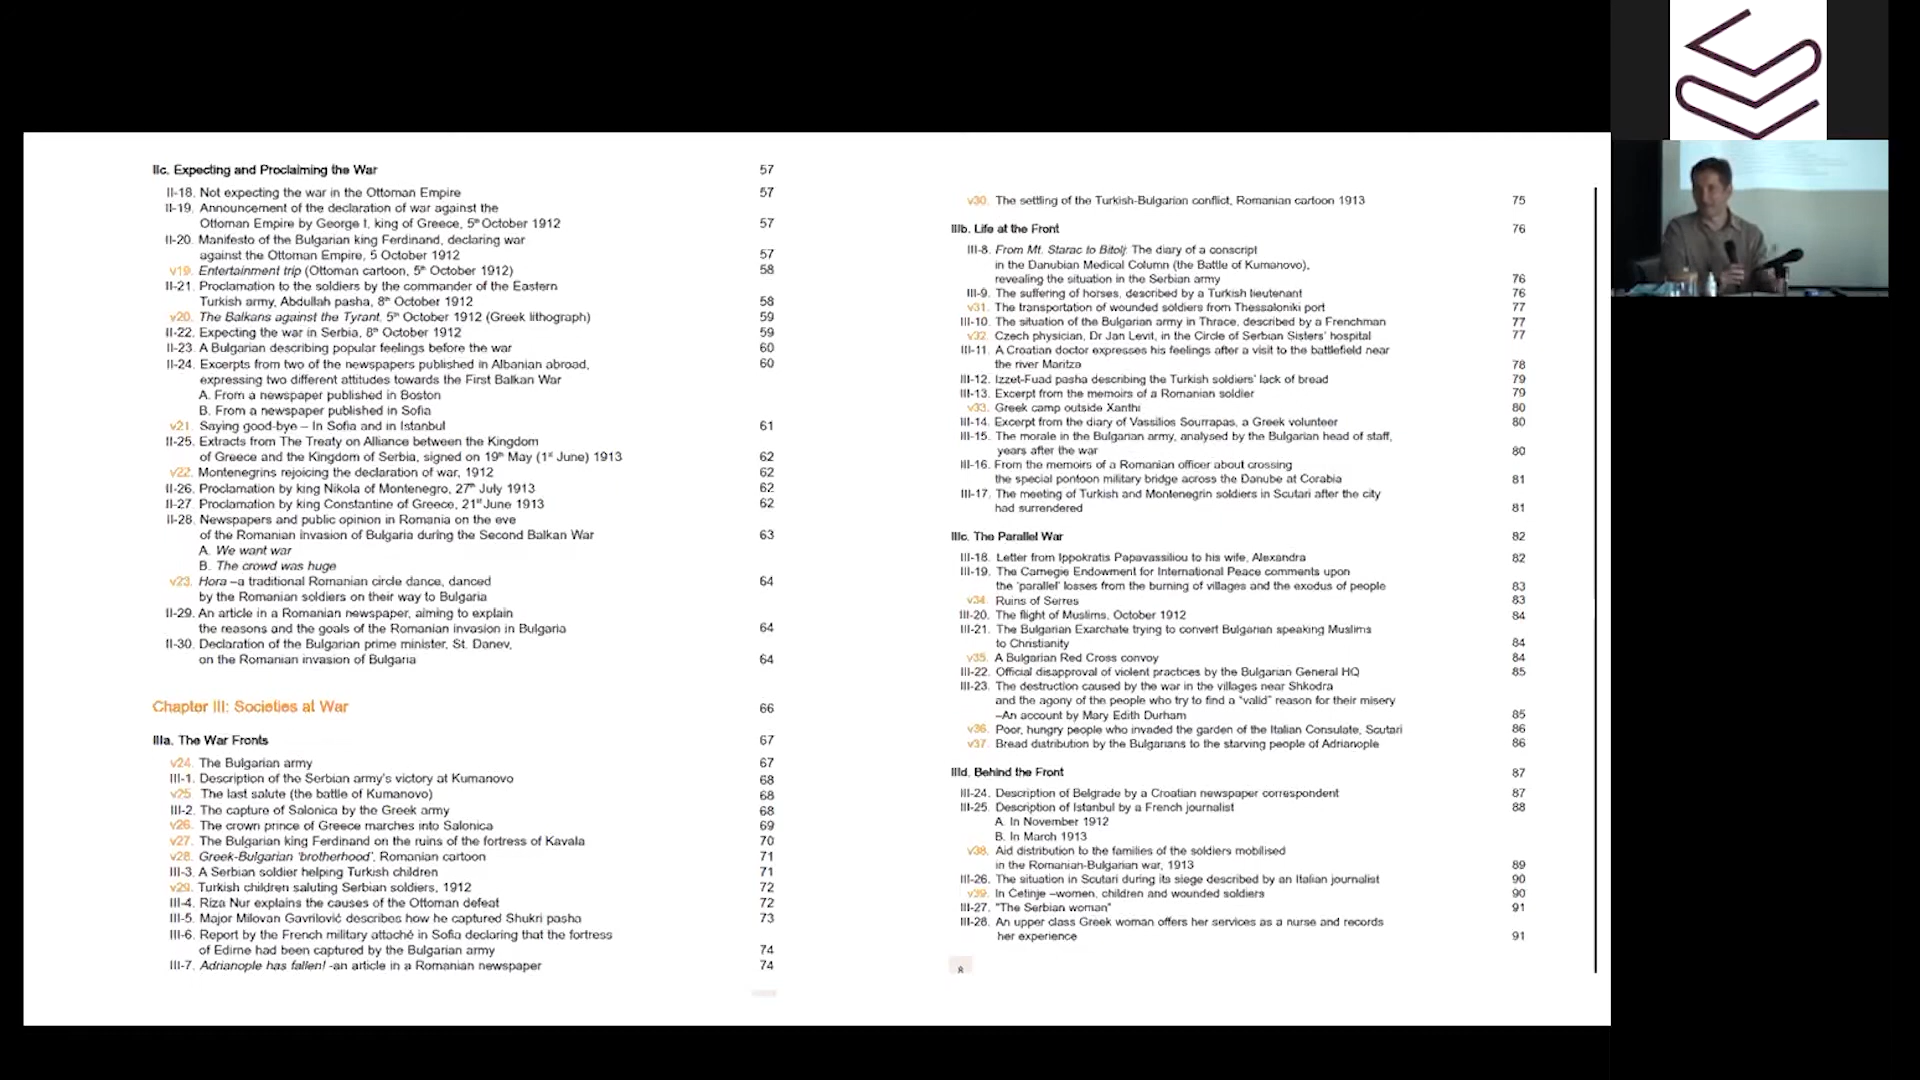 IIc. Expecting and Proclaiming the War 57
II-18. Not expecting the war in the Ottoman Empire 57
II-19. Announcement of the declaration of war against the
Ottoman Empire by George I, king of Greece, 5th October 1912 57
II-20. Manifesto of the Bulgarian king Ferdinand, declaring war
against the Ottoman Empire, 5 October 1912 57
v19. Entertainment trip (Ottoman cartoon, 5th October 1912) 58
II-21. Proclamation to the soldiers by the commander of the Eastern
Turkish army, Abdullah pasha, 8th October 1912 58
v20. The Balkans against the Tyrant, 5th October 1912 (Greek lithograph) 59
II-22. Expecting the war in Serbia, 8th October 1912 59
II-23. A Bulgarian describing popular feelings before the war 60
II-24. Excerpts from two of the newspapers published in Albanian abroad, 60
expressing two different attitudes towards the First Balkan War
A. From a newspaper published in Boston
B. From a newspaper published in Sofia
v21. Saying good-bye – In Sofia and in Istanbul 61
II-25. Extracts from The Treaty on Alliance between the Kingdom
of Greece and the Kingdom of Serbia, signed on 19th May (1st June) 1913 62
v22. Montenegrins rejoicing the declaration of war, 1912 62
II-26. Proclamation by king Nikola of Montenegro, 27th July 1913 62
II-27. Proclamation by king Constantine of Greece, 21st June 1913 62
II-28. Newspapers and public opinion in Romania on the eve
of the Romanian invasion of Bulgaria during the Second Balkan War 63
A. We want war
B. The crowd was huge
v23. Hora –a traditional Romanian circle dance, danced 64
by the Romanian soldiers on their way to Bulgaria
II-29. An article in a Romanian newspaper, aiming to explain
the reasons and the goals of the Romanian invasion in Bulgaria 64
II-30. Declaration of the Bulgarian prime minister, St. Danev,
on the Romanian invasion of Bulgaria 64
Chapter III: Societies at War 66
IIIa. The War Fronts 67
v24. The Bulgarian army 67
III-1. Description of the Serbian army's victory at Kumanovo 68
v25. The last salute (the battle of Kumanovo) 68
III-2. The capture of Salonica by the Greek army 68
v26. The crown prince of Greece marches into Salonica 69
v27. The Bulgarian king Ferdinand on the ruins of the fortress of Kavala 70
v28. Greek-Bulgarian 'brotherhood', Romanian cartoon 71
III-3. A Serbian soldier helping Turkish children 71
v29. Turkish children saluting Serbian soldiers, 1912 72
III-4. Riza Nur explains the causes of the Ottoman defeat 72
III-5. Major Milovan Gavrilović describes how he captured Shukri pasha 73
III-6. Report by the French military attaché in Sofia declaring that the fortress
of Edirne had been captured by the Bulgarian army 74
III-7. Adrianople has fallen! -an article in a Romanian newspaper 74
v30. The settling of the Turkish-Bulgarian conflict, Romanian cartoon 1913 75
IIIb. Life at the Front 76
III-8. From Mt. Starac to Bitolj: The diary of a conscript
in the Danubian Medical Column (the Battle of Kumanovo),
revealing the situation in the Serbian army 76
III-9. The suffering of horses, described by a Turkish lieutenant 76
v31. The transportation of wounded soldiers from Thessaloniki port 77
III-10. The situation of the Bulgarian army in Thrace, described by a Frenchman 77
v32. Czech physician, Dr Jan Levit, in the Circle of Serbian Sisters' hospital 77
III-11. A Croatian doctor expresses his feelings after a visit to the battlefield near
the river Maritza 78
III-12. Izzet-Fuad pasha describing the Turkish soldiers' lack of bread 79
III-13. Excerpt from the memoirs of a Romanian soldier 79
v33. Greek camp outside Xanthi 80
III-14. Excerpt from the diary of Vassilios Sourrapas, a Greek volunteer 80
III-15. The morale in the Bulgarian army, analysed by the Bulgarian head of staff,
years after the war 80
III-16. From the memoirs of a Romanian officer about crossing
the special pontoon military bridge across the Danube at Corabia 81
III-17. The meeting of Turkish and Montenegrin soldiers in Scutari after the city
had surrendered 81
IIIc. The Parallel War 82
III-18. Letter from Ippokratis Papavassiliou to his wife, Alexandra 82
III-19. The Carnegie Endowment for International Peace comments upon
the 'parallel' losses from the burning of villages and the exodus of people 83
v34. Ruins of Serres 83
III-20. The flight of Muslims, October 1912 84
III-21. The Bulgarian Exarchate trying to convert Bulgarian speaking Muslims
to Christianity 84
v35. A Bulgarian Red Cross convoy 84
III-22. Official disapproval of violent practices by the Bulgarian General HQ 85
III-23. The destruction caused by the war in the villages near Shkodra
and the agony of the people who try to find a "valid" reason for their misery
–An account by Mary Edith Durham 85
v36. Poor, hungry people who invaded the garden of the Italian Consulate, Scutari 86
v37. Bread distribution by the Bulgarians to the starving people of Adrianople 86
IIId. Behind the Front 87
III-24. Description of Belgrade by a Croatian newspaper correspondent 87
III-25. Description of Istanbul by a French journalist 88
A. In November 1912
B. In March 1913
v38. Aid distribution to the families of the soldiers mobilised
in the Romanian-Bulgarian war, 1913 89
III-26. The situation in Scutari during its siege described by an Italian journalist 90
v39. In Cetinje –women, children and wounded soldiers 90
III-27. "The Serbian woman" 91
III-28. An upper class Greek woman offers her services as a nurse and records
her experience 91
8